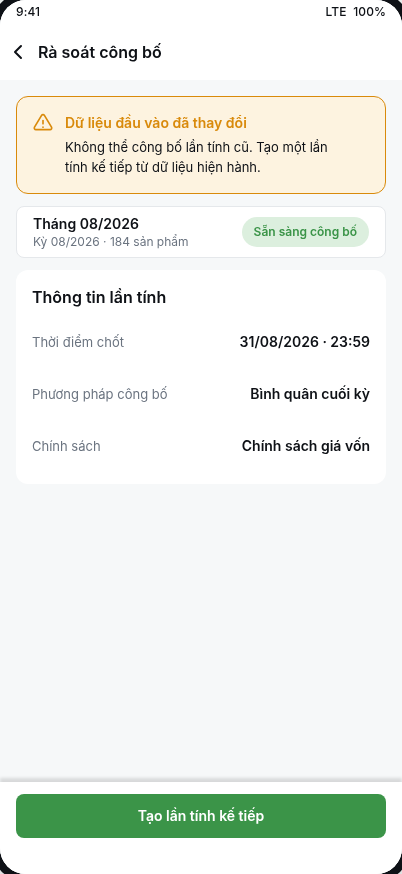 9:41
LTE 100%
Rà soát công bố
Dữ liệu đầu vào đã thay đổi
Không thể công bố lần tính cũ. Tạo một lần
tính kế tiếp từ dữ liệu hiện hành.
Tháng 08/2026
Kỳ 08/2026 · 184 sản phẩm
Sẵn sàng công bố
Thông tin lần tính
Thời điểm chốt
31/08/2026 · 23:59
Phương pháp công bố
Bình quân cuối kỳ
Chính sách
Chính sách giá vốn
Tạo lần tính kế tiếp